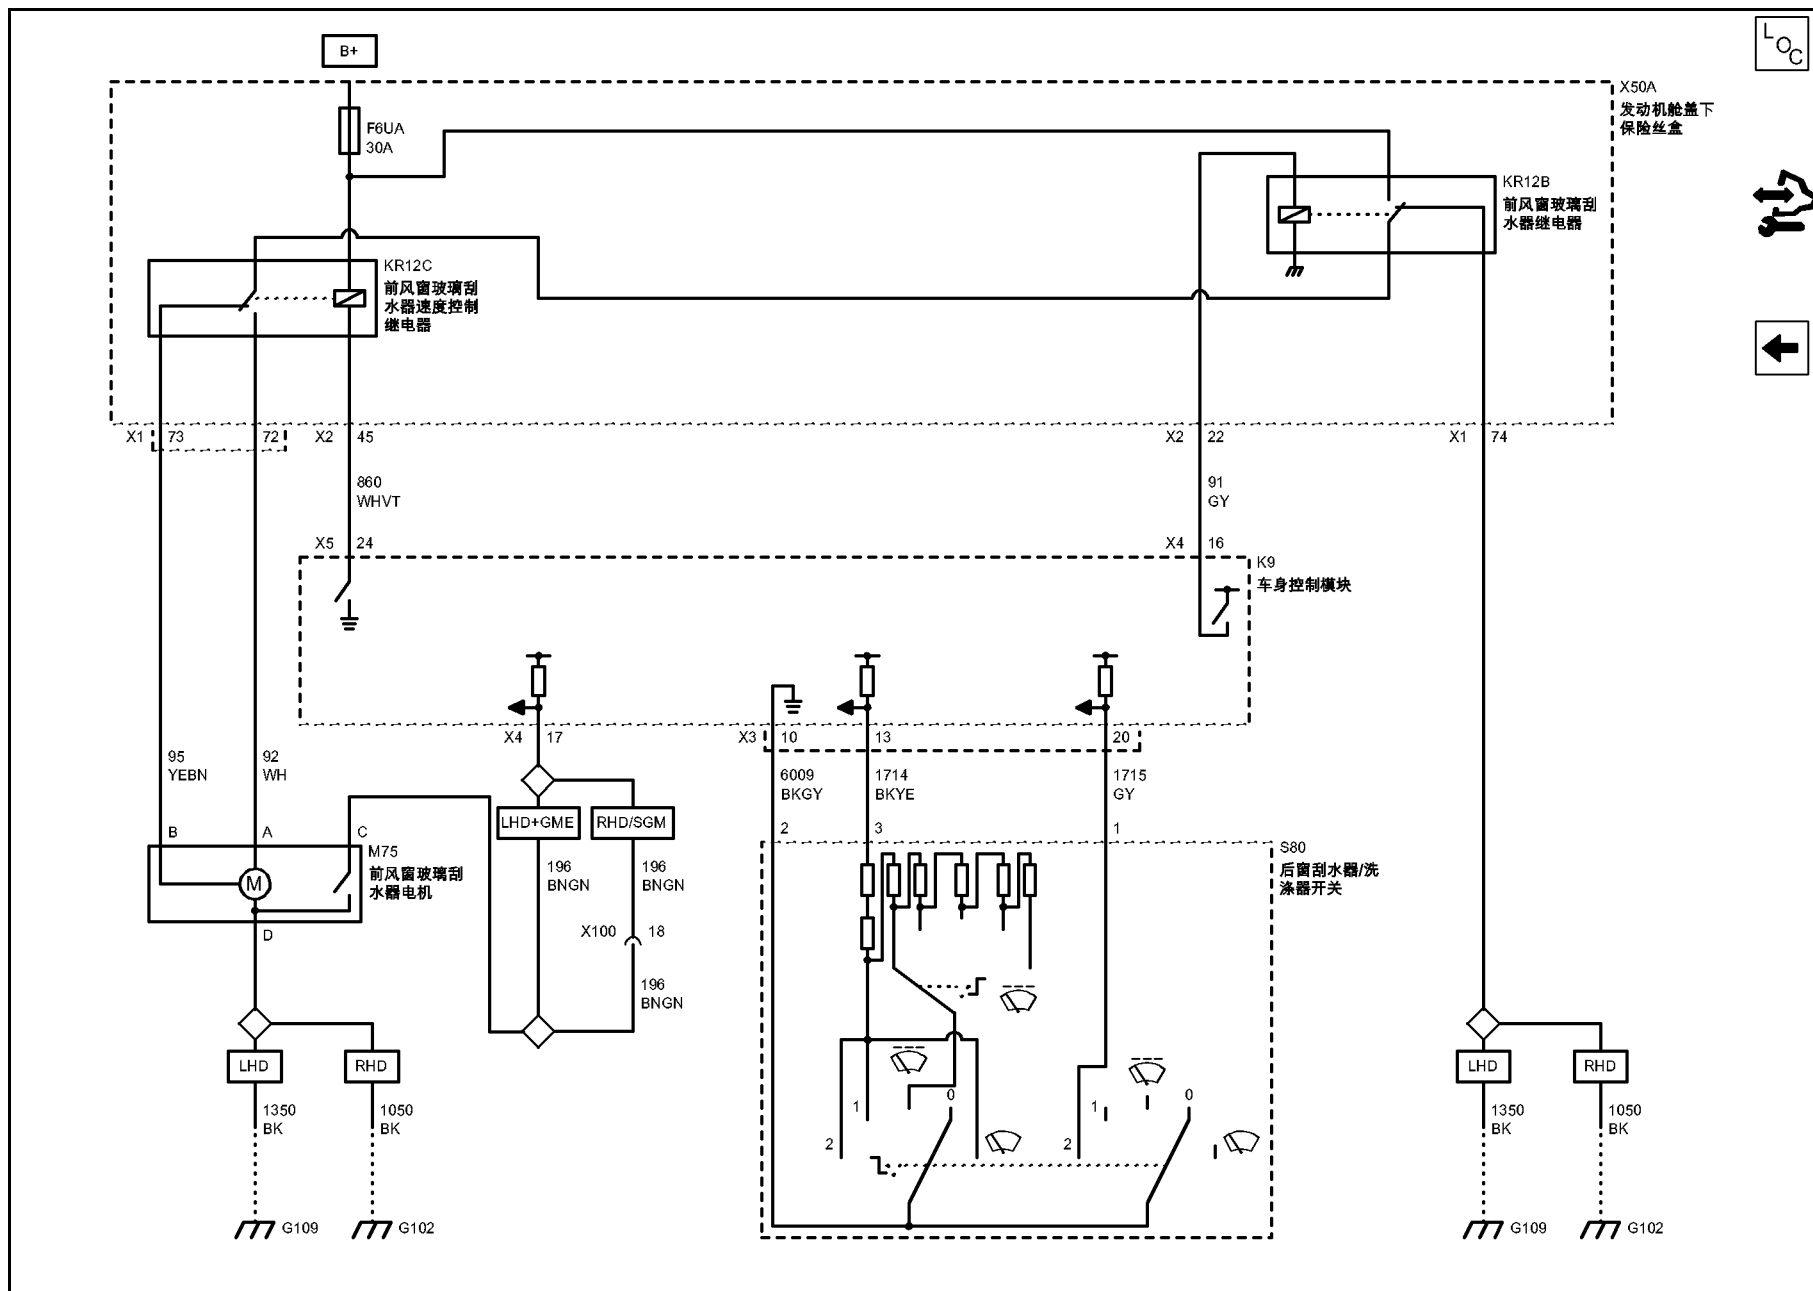 B+
LOC
X50A
发动机舱盖下
保险丝盒
F6UA
30A
KR12B
前风窗玻璃刮
水器继电器
KR12C
前风窗玻璃刮
水器速度控制
继电器
X1 73 72 X2 45 X2 22 X1 74
860
WHVT
91
GY
X5 24 X4 16
K9
车身控制模块
X4 17 X3 10 13 20
95
YEBN
92
WH
6009
BKGY
1714
BKYE
1715
GY
LHD+GME RHD/SGM
B A C 2 3 1
M75
前风窗玻璃刮
水器电机
M
196
BNGN
196
BNGN
S80
后窗刮水器/洗
涤器开关
D
X100 18
196
BNGN
LHD RHD LHD RHD
1 0 1 0
1350
BK
1050
BK
1350
BK
1050
BK
2 2
G109 G102 G109 G102